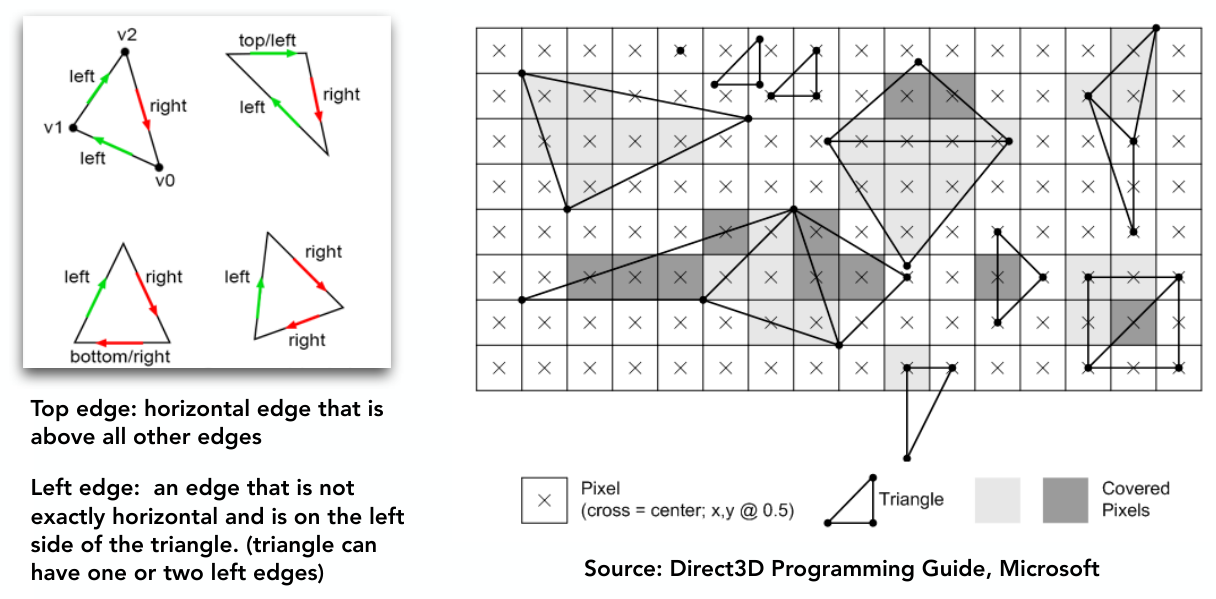 v2
left
right
v1
left
v0
top/left
left
right
left
right
bottom/right
right
left
right
Top edge: horizontal edge that is
above all other edges
Left edge: an edge that is not
exactly horizontal and is on the left
side of the triangle. (triangle can
have one or two left edges)
Pixel
(cross = center; x,y @ 0.5)
Triangle
Covered
Pixels
Source: Direct3D Programming Guide, Microsoft